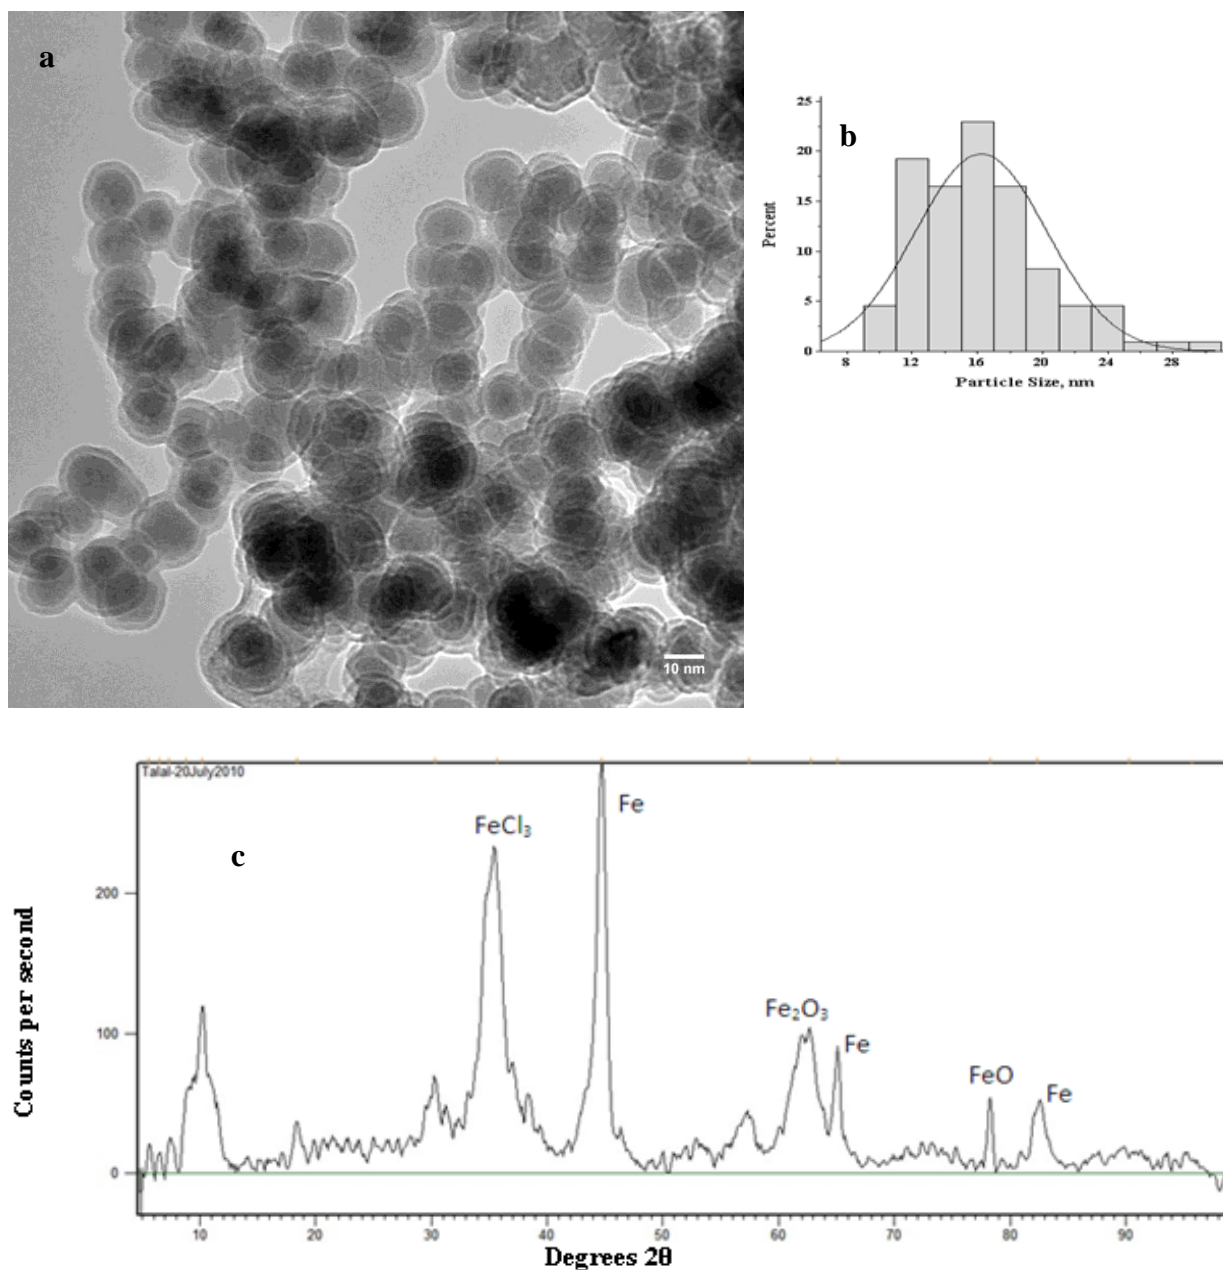 a
10 nm
b
25
20
15
10
5
0
Percent
8 12 16 20 24 28
Particle Size, nm
Talal-20July2010
c
FeCl₃
Fe
Fe₂O₃
Fe
FeO
Fe
200
100
0
Counts per second
10 20 30 40 50 60 70 80 90
Degrees 2θ